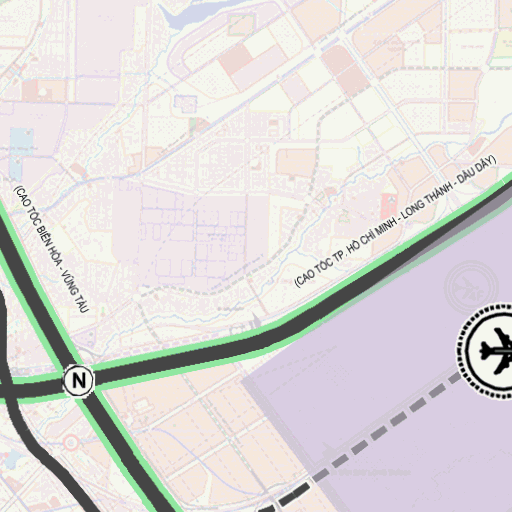 (CAO TỐC TP. HỒ CHÍ MINH - LONG THÀNH - DẦU DÂY)
(CAO TỐC BIÊN HÒA - VŨNG TÀU
N